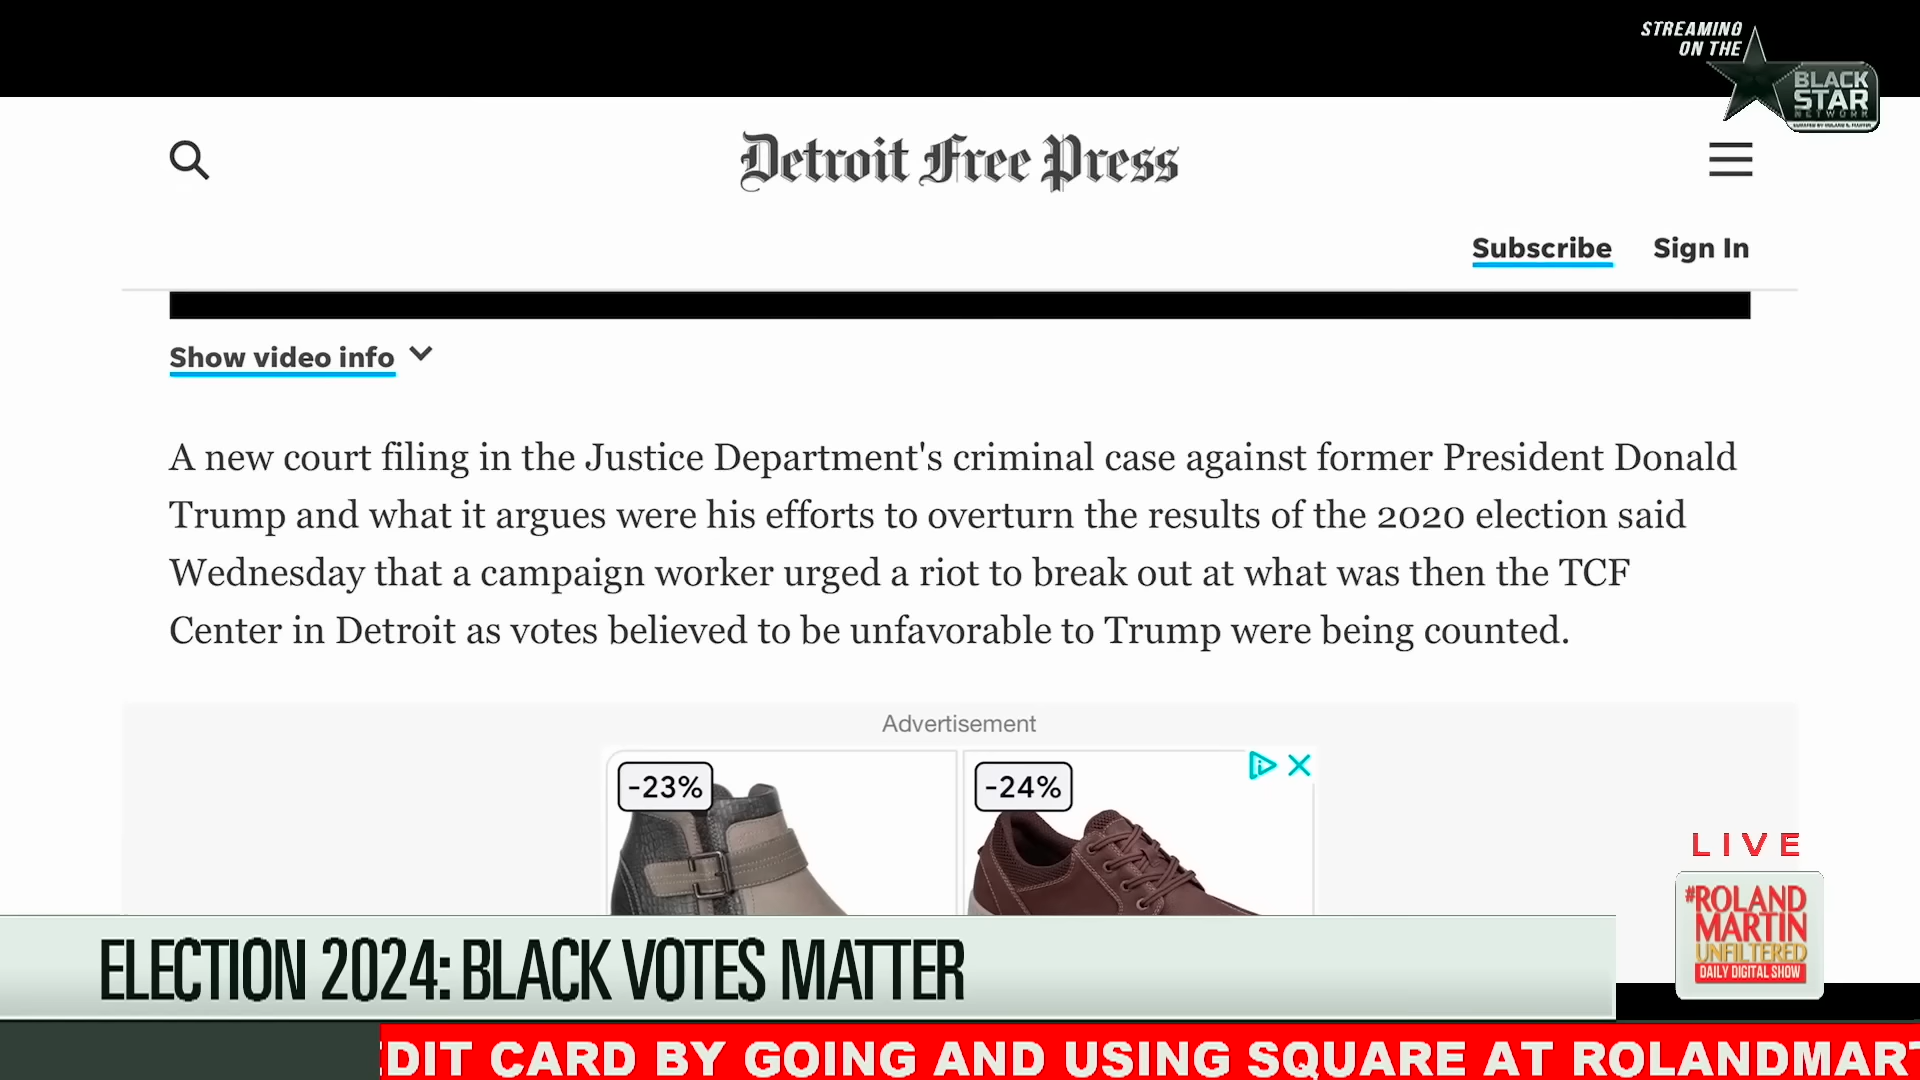 STREAMING
ON THE
BLACK
STAR
NETWORK
Detroit Free Press
Subscribe Sign In
Show video info
A new court filing in the Justice Department's criminal case against former President Donald
Trump and what it argues were his efforts to overturn the results of the 2020 election said
Wednesday that a campaign worker urged a riot to break out at what was then the TCF
Center in Detroit as votes believed to be unfavorable to Trump were being counted.
Advertisement
-23%
-24%
LIVE
#ROLAND
MARTIN
UNFILTERED
DAILY DIGITAL SHOW
ELECTION 2024: BLACK VOTES MATTER
EDIT CARD BY GOING AND USING SQUARE AT ROLANDMART